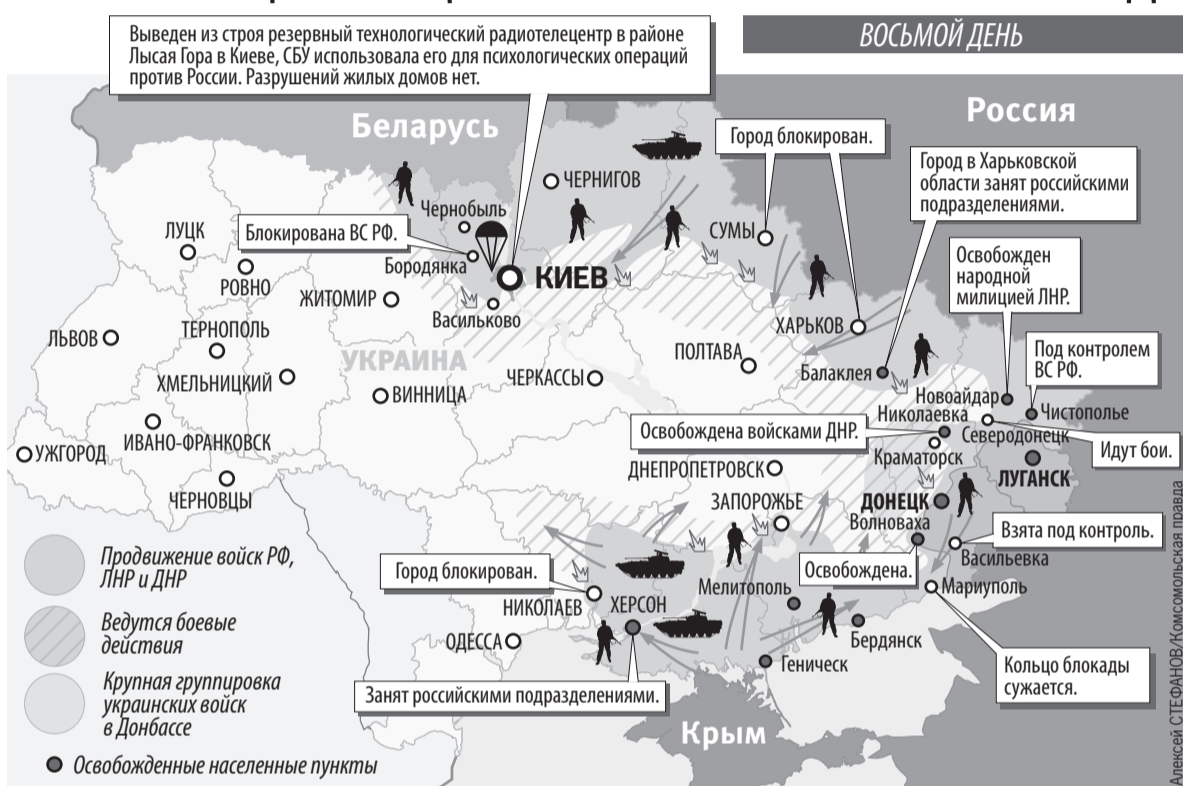 ВОСЬМОЙ ДЕНЬ
Выведен из строя резервный технологический радиотелецентр в районе
Лысая Гора в Киеве, СБУ использовала его для психологических операций
против России. Разрушений жилых домов нет.
Беларусь
Россия
Город блокирован.
Город в Харьковской
области занят российскими
подразделениями.
ЧЕРНИГОВ
Чернобыль
СУМЫ
ЛУЦК
Блокирована ВС РФ.
Бородянка
КИЕВ
Освобожден
народной
милицией ЛНР.
РОВНО
ЖИТОМИР
Васильково
ХАРЬКОВ
ЛЬВОВ
ТЕРНОПОЛЬ
УКРАИНА
ПОЛТАВА
Под контролем
ВС РФ.
ХМЕЛЬНИЦКИЙ
ЧЕРКАССЫ
Балаклея
ВИННИЦА
Новоайдар
Николаевка
Чистополье
ИВАНО-ФРАНКОВСК
Освобождена войсками ДНР.
Северодонецк
УЖГОРОД
Краматорск
Идут бои.
ДНЕПРОПЕТРОВСК
ЛУГАНСК
ЧЕРНОВЦЫ
ЗАПОРОЖЬЕ
ДОНЕЦК
Волноваха
Взята под контроль.
Васильевка
Продвижение войск РФ,
ЛНР и ДНР
Город блокирован.
Освобождена.
Мелитополь
Мариуполь
НИКОЛАЕВ
ХЕРСОН
Ведутся боевые
действия
ОДЕССА
Бердянск
Геническ
Кольцо блокады
сужается.
Крупная группировка
украинских войск
в Донбассе
Занят российскими подразделениями.
Крым
Освобожденные населенные пункты
Алексей СТЕФАНОВ/Комсомольская правда